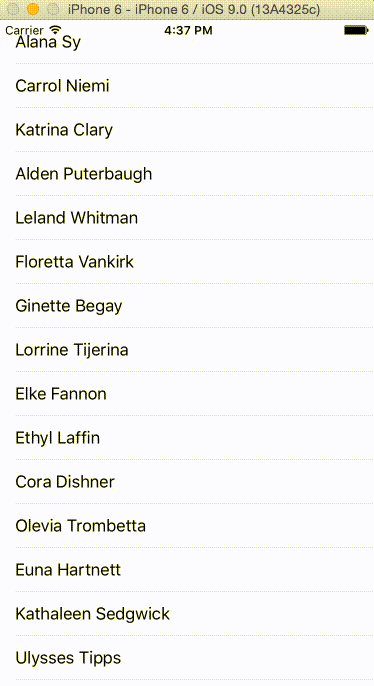 iPhone 6 - iPhone 6 / iOS 9.0 (13A4325c)
Carrier 4:37 PM
Alana Sy
Carrol Niemi
Katrina Clary
Alden Puterbaugh
Leland Whitman
Floretta Vankirk
Ginette Begay
Lorrine Tijerina
Elke Fannon
Ethyl Laffin
Cora Dishner
Olevia Trombetta
Euna Hartnett
Kathaleen Sedgwick
Ulysses Tipps